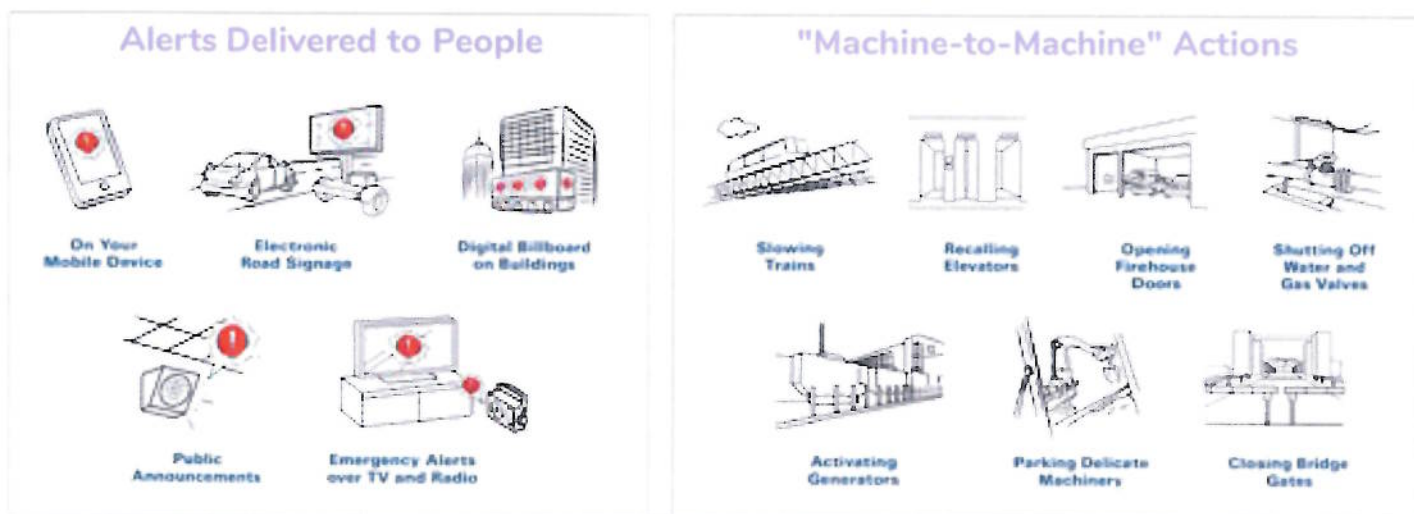 Alerts Delivered to People
On Your
Mobile Device
Electronic
Road Signage
Digital Billboard
on Buildings
Public
Announcements
Emergency Alerts
over TV and Radio
"Machine-to-Machine" Actions
Slowing
Trains
Recalling
Elevators
Opening
Firehouse
Doors
Shutting Off
Water and
Gas Valves
Activating
Generators
Parking Delicate
Machiners
Closing Bridge
Gates